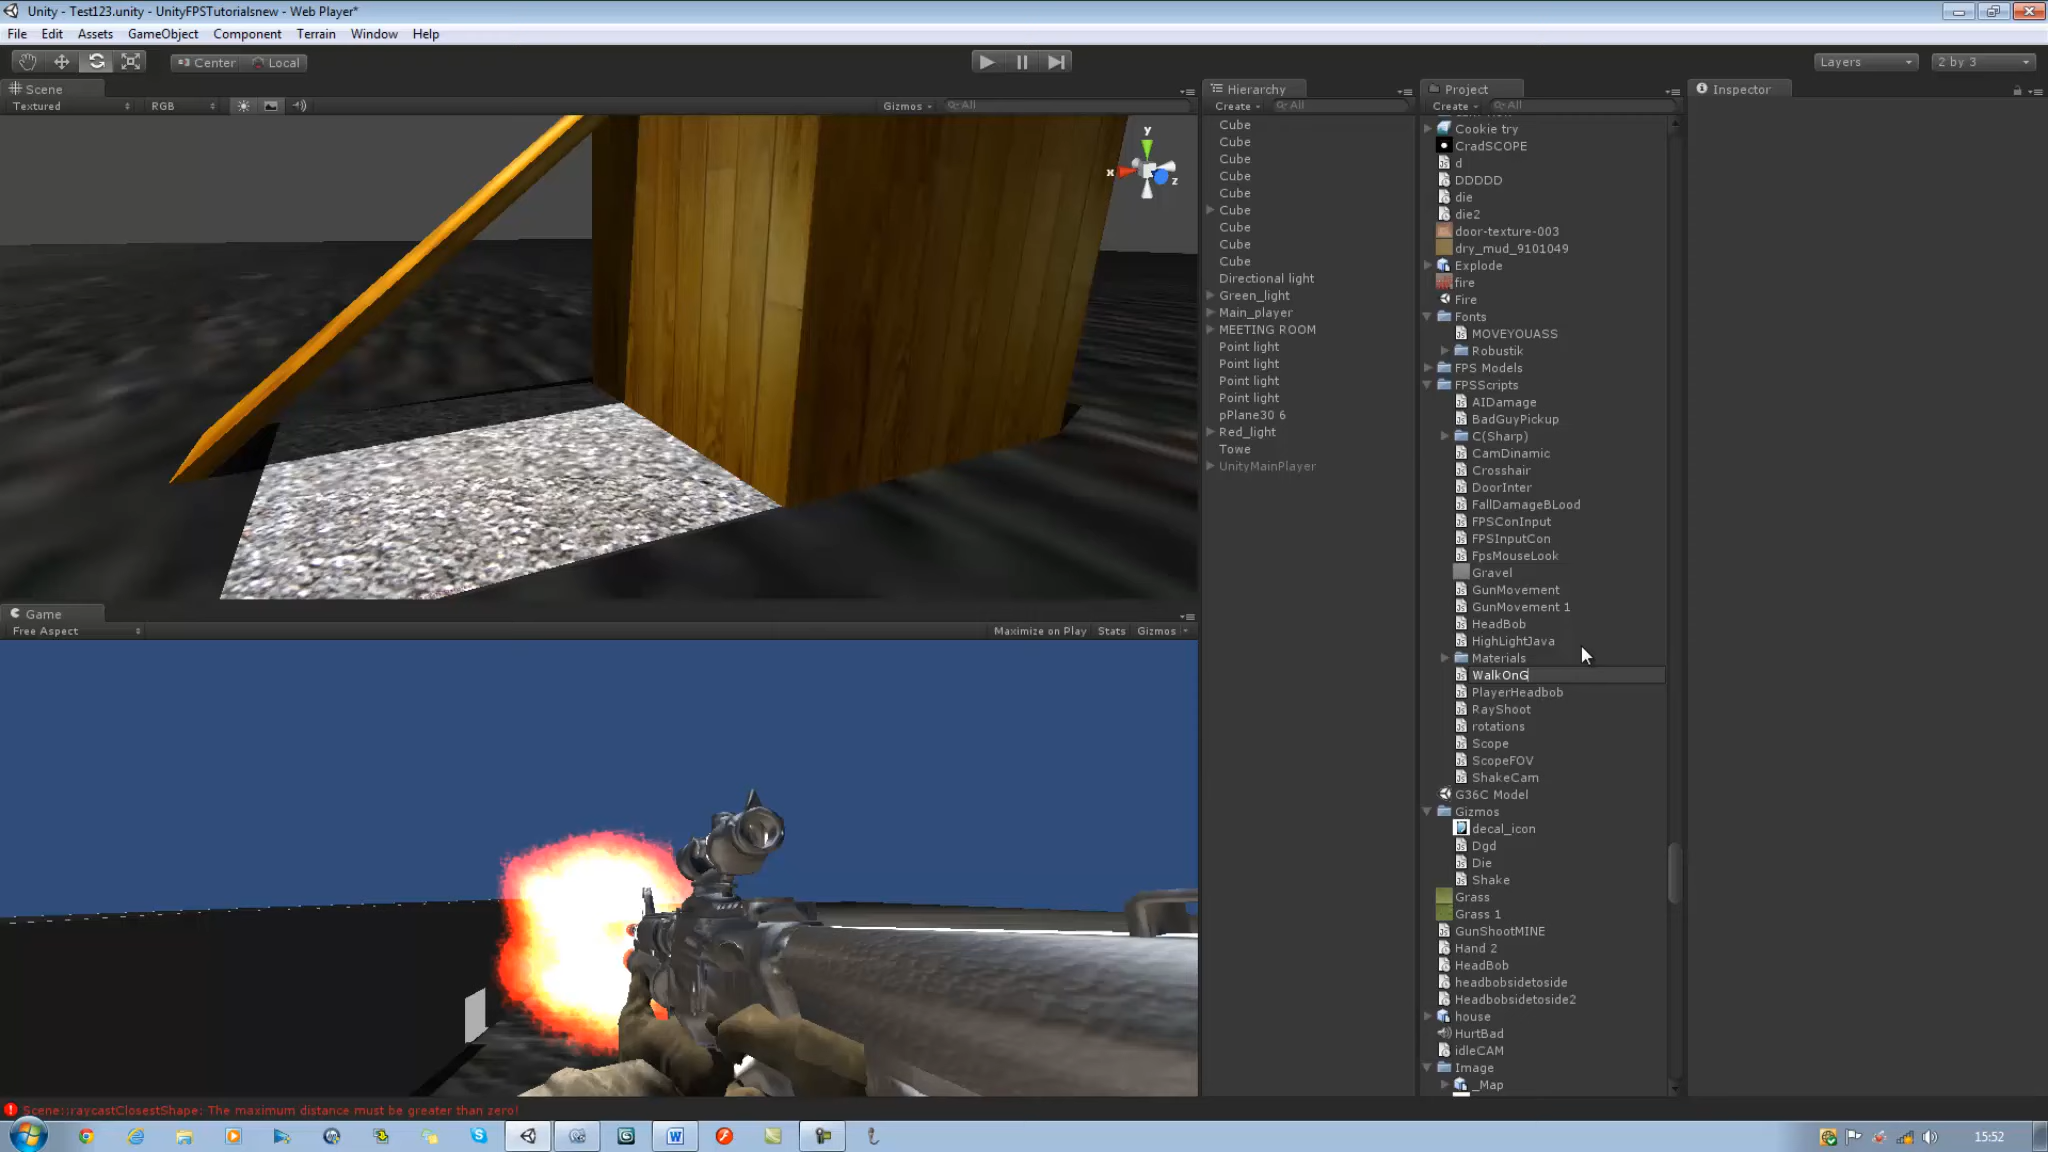 Unity - Test123.unity - UnityFPSTutorialsnew - Web Player*
File Edit Assets GameObject Component Terrain Window Help
Center Local Layers 2 by 3
Scene
Textured RGB Gizmos All
y
x
z
Game
Free Aspect Maximize on Play Stats Gizmos
Hierarchy
Create All
Cube
Cube
Cube
Cube
Cube
Cube
Cube
Cube
Cube
Directional light
Green_light
Main_player
MEETING ROOM
Point light
Point light
Point light
Point light
pPlane30 6
Red_light
Towe
UnityMainPlayer
Project
Create All
Cookie try
CradSCOPE
d
DDDDD
die
die2
door-texture-003
dry_mud_9101049
Explode
fire
Fire
Fonts
MOVEYOUASS
Robustik
FPS Models
FPSScripts
AIDamage
BadGuyPickup
C(Sharp)
CamDinamic
Crosshair
DoorInter
FallDamageBLood
FPSConInput
FPSInputCon
FpsMouseLook
Gravel
GunMovement
GunMovement 1
HeadBob
HighLightJava
Materials
WalkOnG
PlayerHeadbob
RayShoot
rotations
Scope
ScopeFOV
ShakeCam
G36C Model
Gizmos
decal_icon
Dgd
Die
Shake
Grass
Grass 1
GunShootMINE
Hand 2
HeadBob
headbobsidetoside
Headbobsidetoside2
house
HurtBad
idleCAM
Image
_Map
Inspector
Scene::raycastClosestShape: The maximum distance must be greater than zero!
15:52